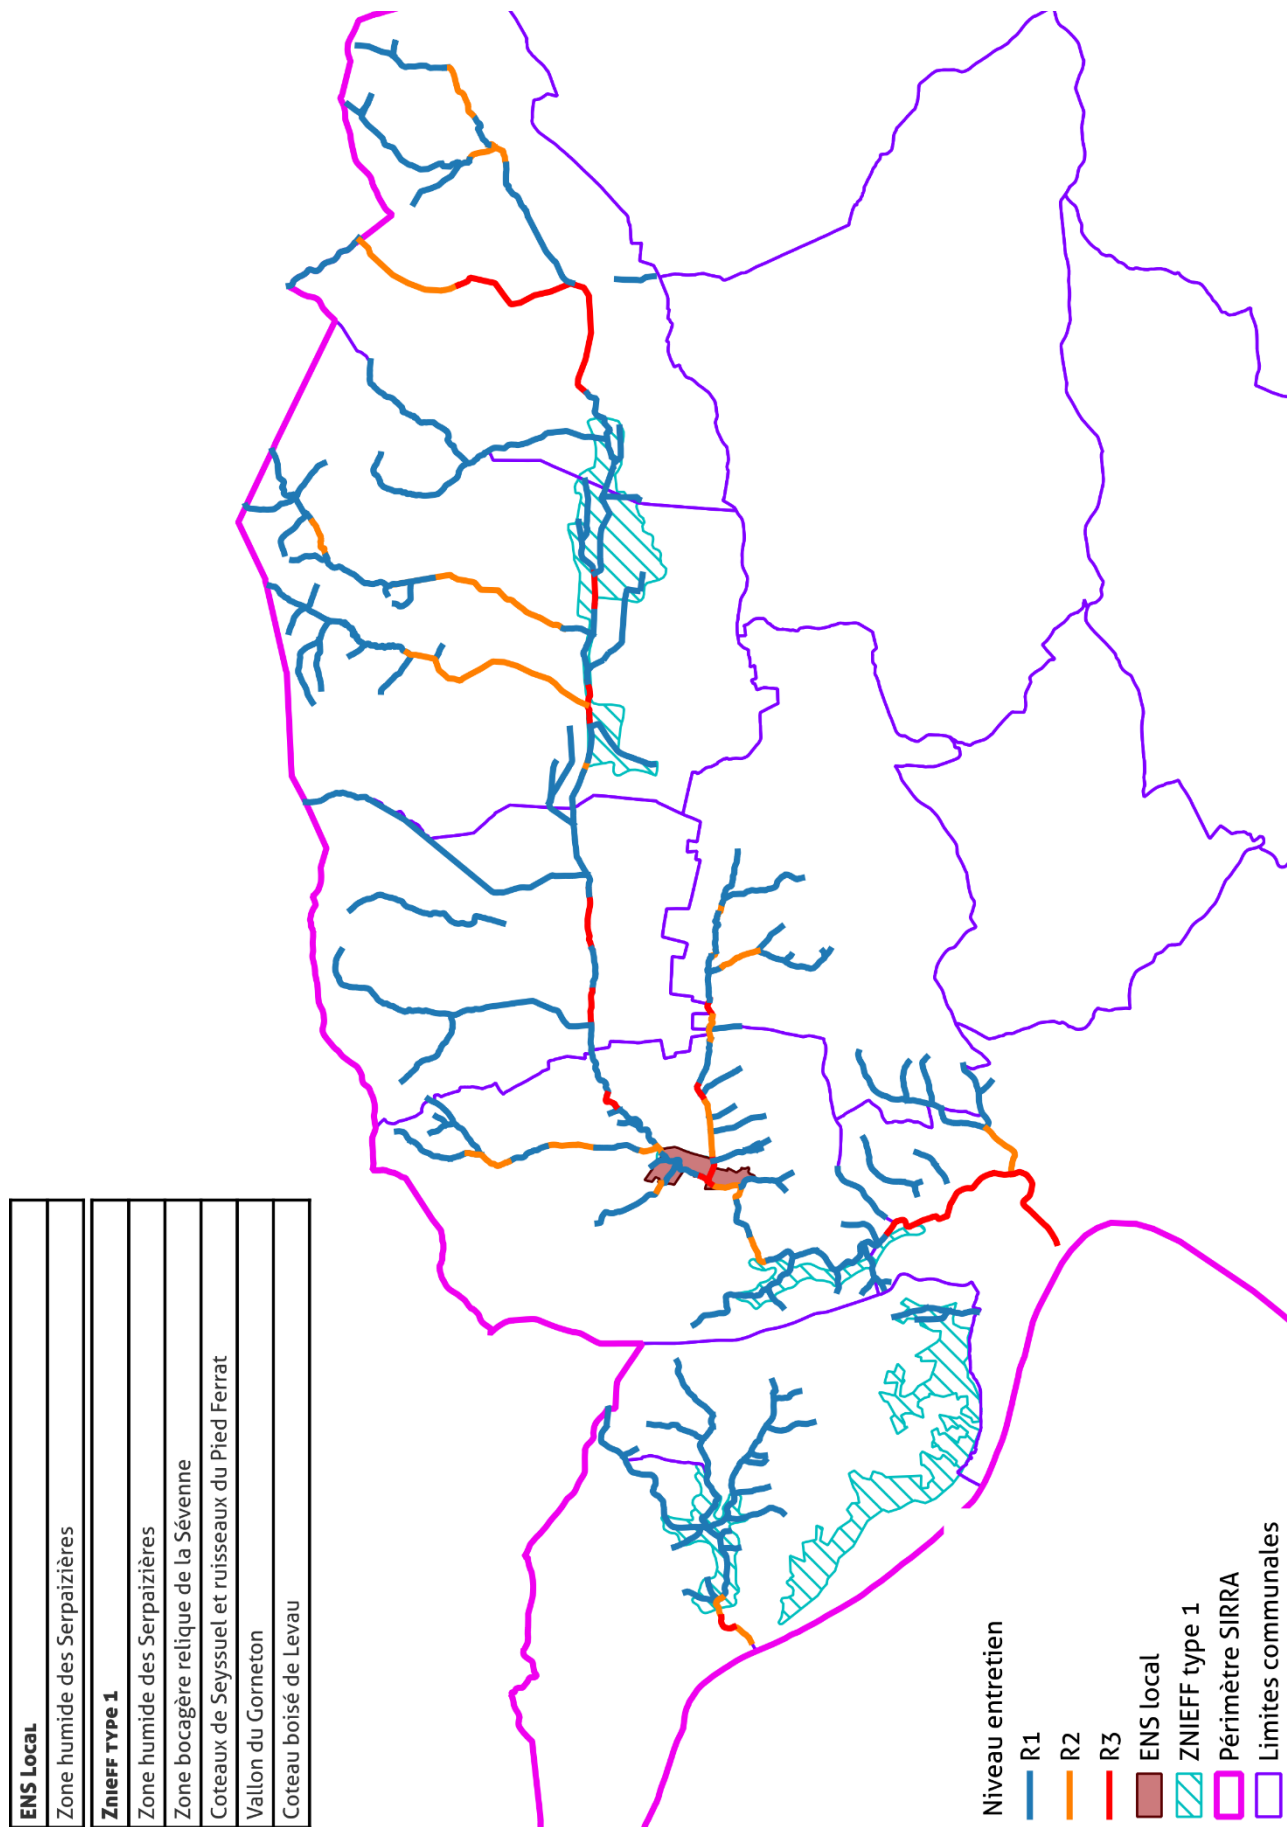 ENS Local
Zone humide des Serpaizières
ZNIEFF TYPE 1
Zone humide des Serpaizières
Zone bocagère relique de la Sévenne
Coteaux de Seyssuel et ruisseaux du Pied Ferrat
Vallon du Gorneton
Coteau boisé de Levau
Niveau entretien
R1
R2
R3
ENS local
ZNIEFF type 1
Périmètre SIRRA
Limites communales